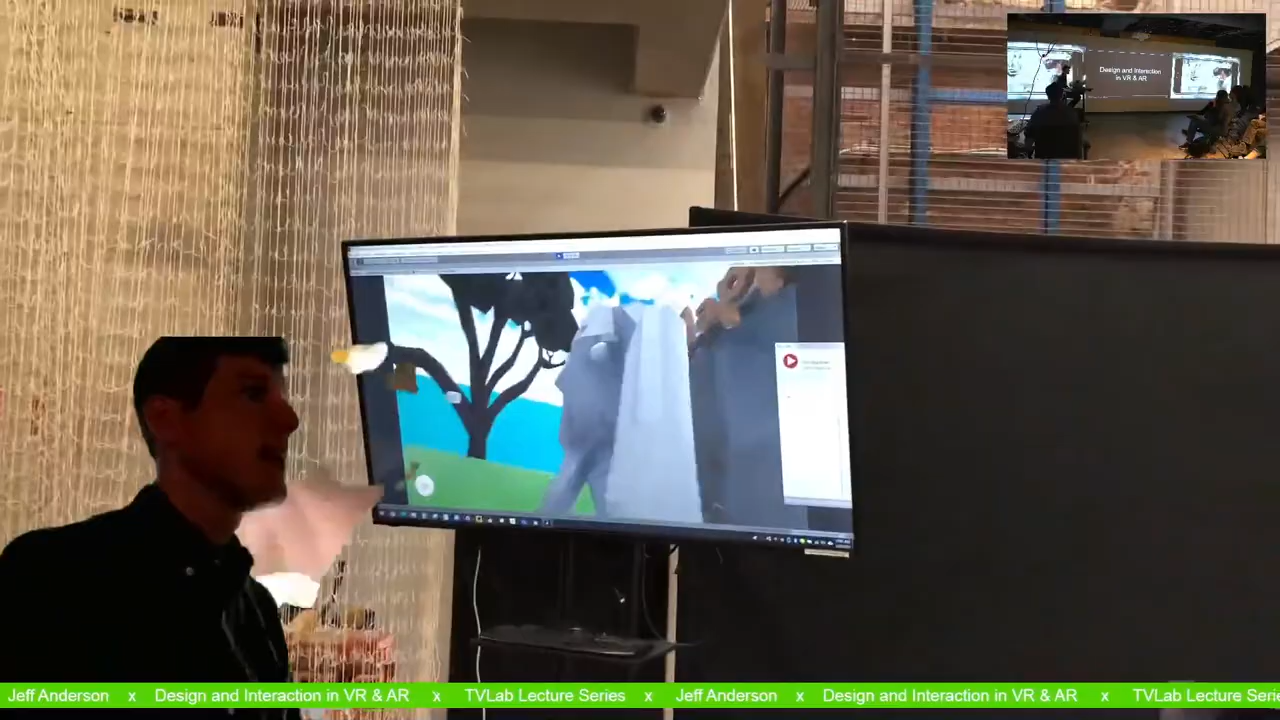 Design and Interaction
in VR & AR
Jeff Anderson x Design and Interaction in VR & AR x TVLab Lecture Series x Jeff Anderson x Design and Interaction in VR & AR x TVLab Lecture Serie